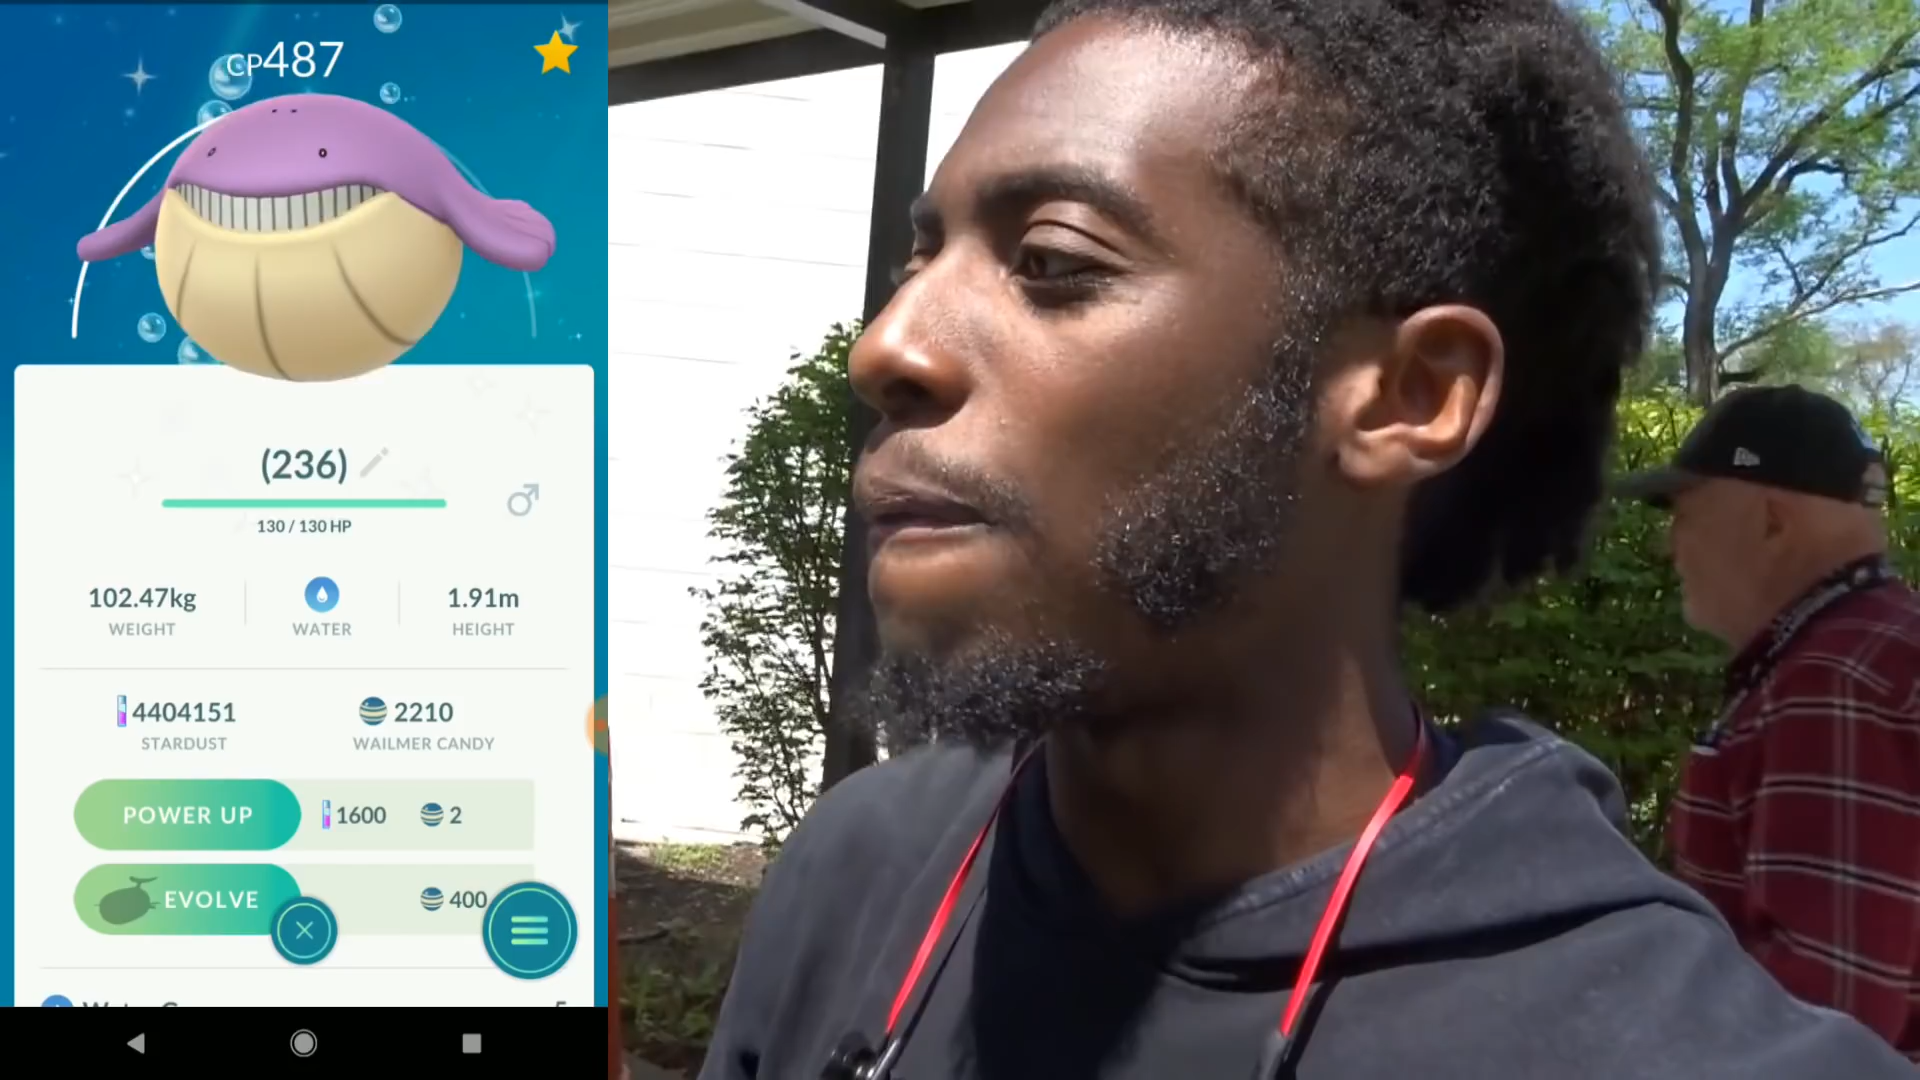 CP487
(236)
130 / 130 HP
102.47kg
WEIGHT
WATER
1.91m
HEIGHT
4404151
STARDUST
2210
WAILMER CANDY
POWER UP
1600
2
EVOLVE
400